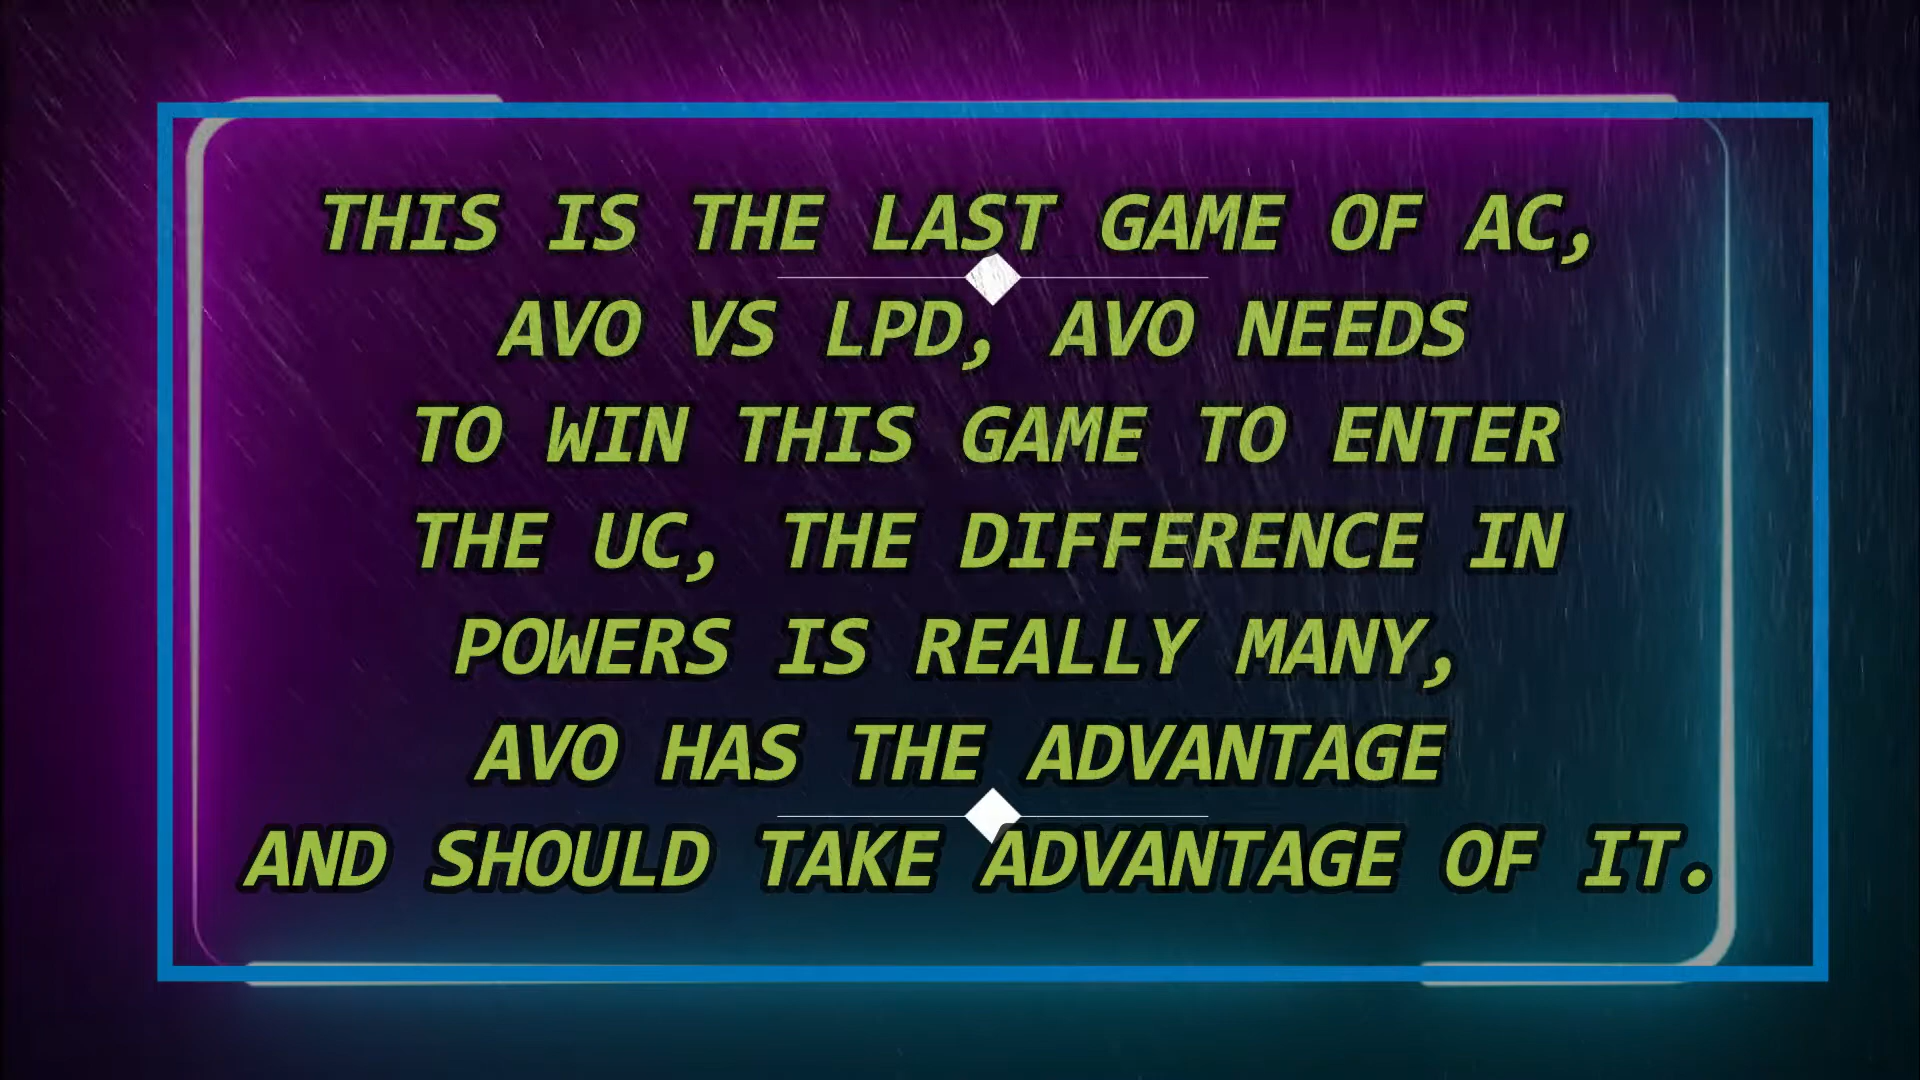 THIS IS THE LAST GAME OF AC,
AVO VS LPD, AVO NEEDS
TO WIN THIS GAME TO ENTER
THE UC, THE DIFFERENCE IN
POWERS IS REALLY MANY,
AVO HAS THE ADVANTAGE
AND SHOULD TAKE ADVANTAGE OF IT.